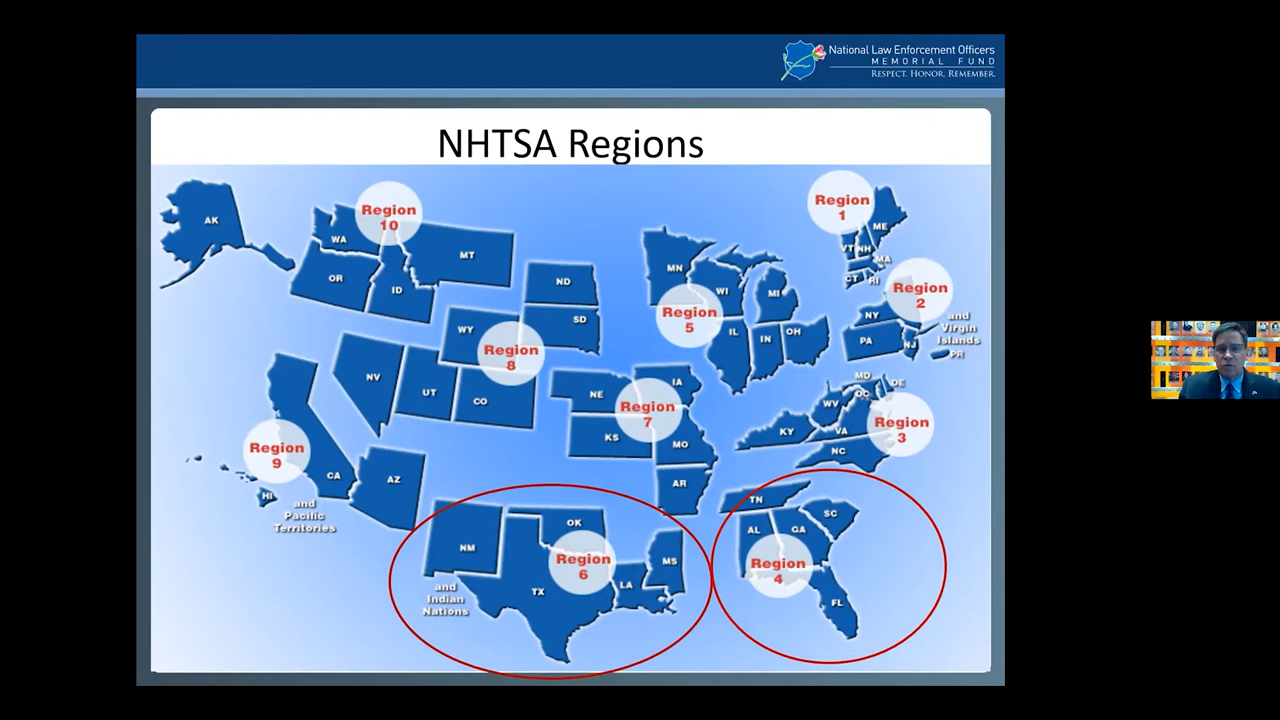 National Law Enforcement Officers
MEMORIAL FUND
RESPECT. HONOR. REMEMBER.
NHTSA Regions
AK
Region
10
WA
MT
OR
ID
ND
SD
WY
Region
8
NV
UT
CO
Region
9
CA
AZ
HI
and
Pacific
Territories
MN
WI
MI
Region
5
IL
IN
OH
NE
IA
Region
7
KS
MO
AR
Region
1
ME
VT
NH
MA
CT
RI
Region
2
NY
PA
NJ
and
Virgin
Islands
PR
MD
DE
WV
KY
VA
Region
3
NC
NM
OK
Region
6
TX
LA
MS
and
Indian
Nations
TN
SC
AL
GA
Region
4
FL